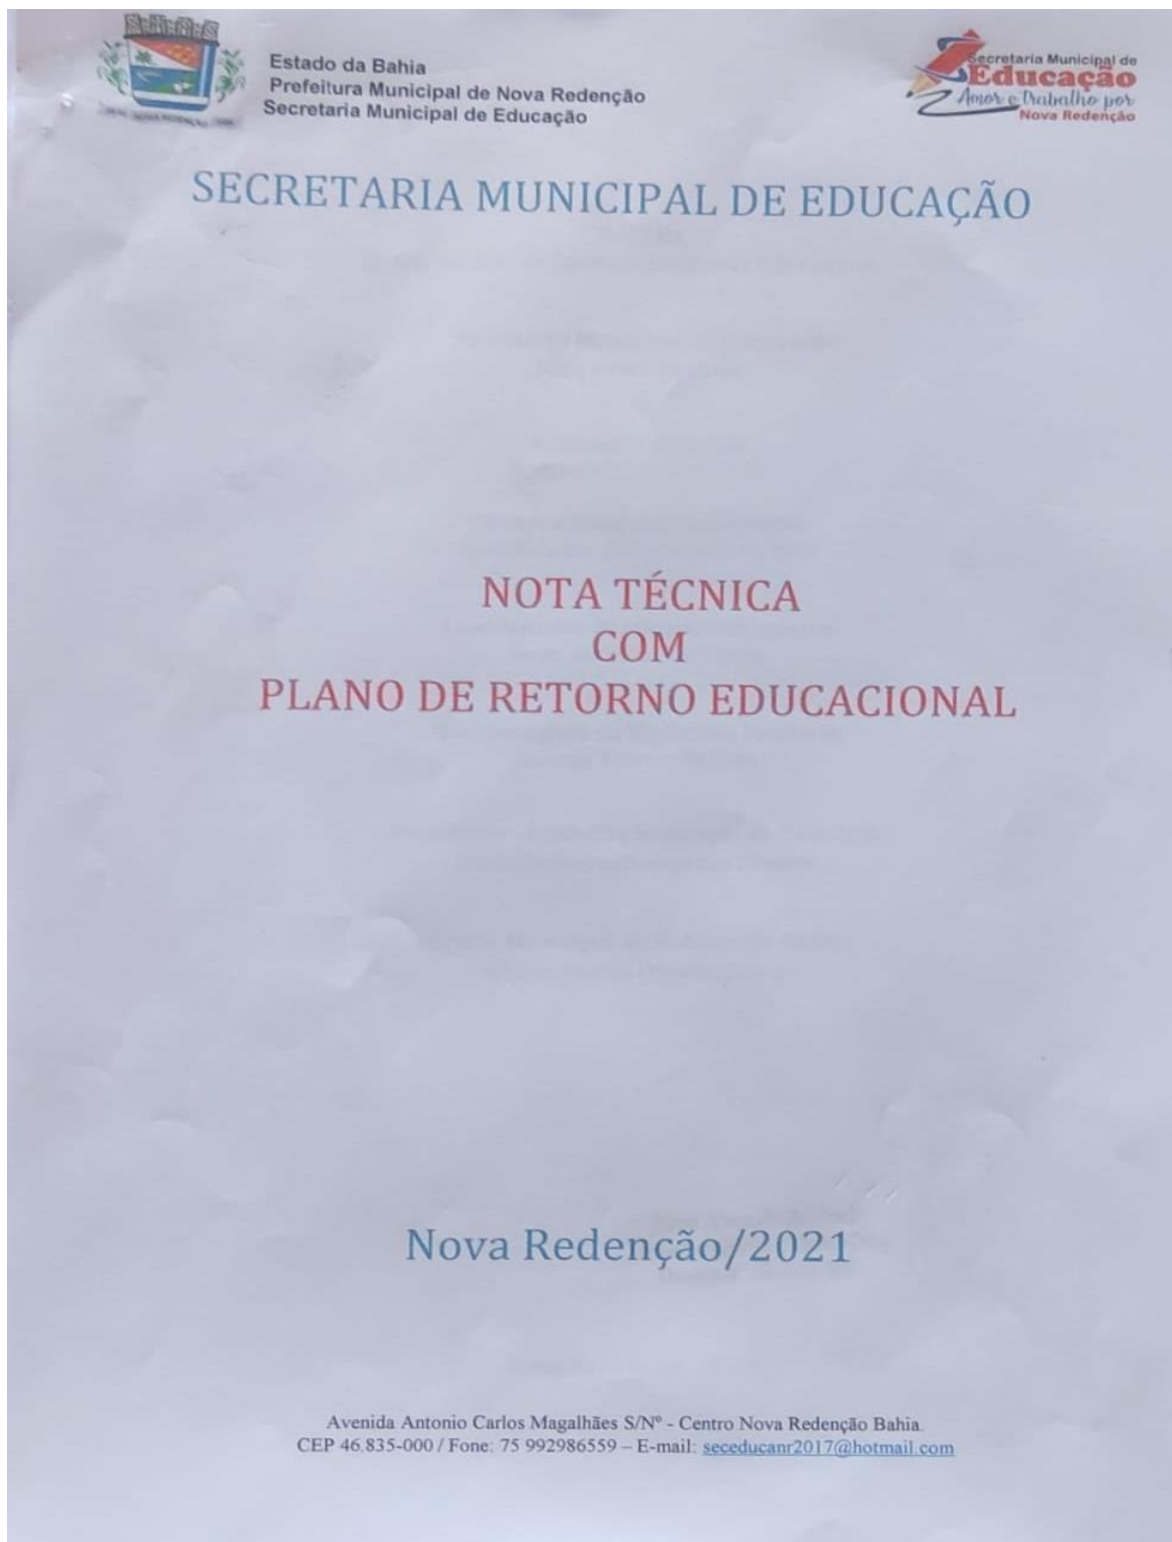 Estado da Bahia
Prefeitura Municipal de Nova Redenção
Secretaria Municipal de Educação
Secretaria Municipal de
Educação
Amor e Trabalho por
Nova Redenção
SECRETARIA MUNICIPAL DE EDUCAÇÃO
NOTA TÉCNICA
COM
PLANO DE RETORNO EDUCACIONAL
Nova Redenção/2021
Avenida Antonio Carlos Magalhães S/Nº - Centro Nova Redenção Bahia.
CEP 46.835-000 / Fone: 75 992986559 – E-mail: seceducanr2017@hotmail.com